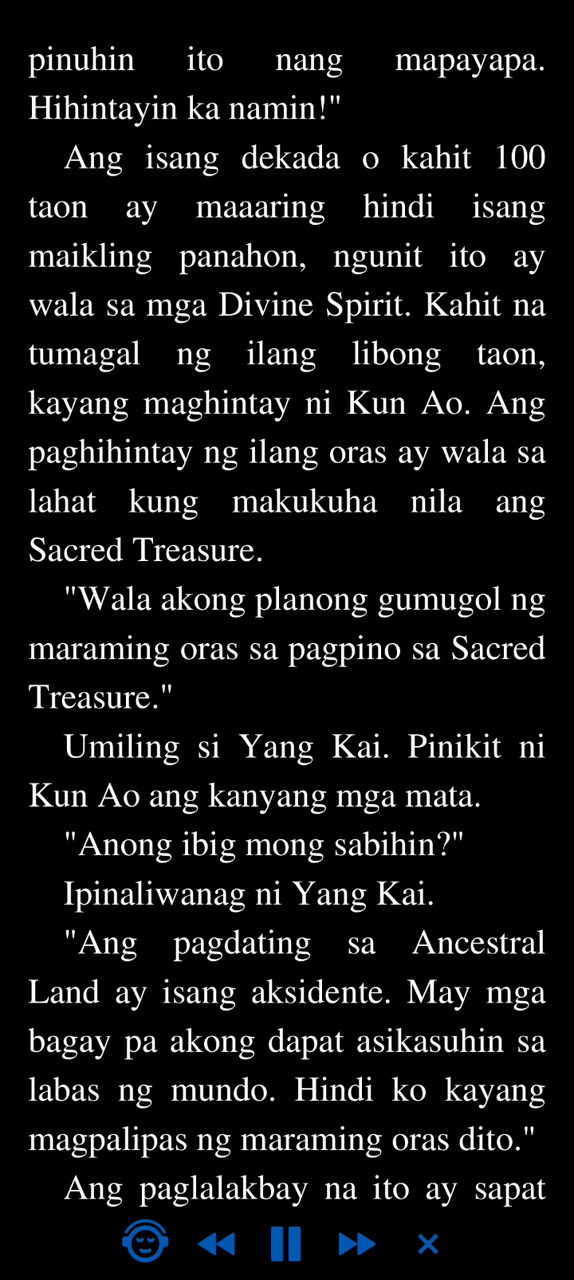 pinuhin ito nang mapayapa.
Hihintayin ka namin!"
Ang isang dekada o kahit 100
taon ay maaaring hindi isang
maikling panahon, ngunit ito ay
wala sa mga Divine Spirit. Kahit na
tumagal ng ilang libong taon,
kayang maghintay ni Kun Ao. Ang
paghihintay ng ilang oras ay wala sa
lahat kung makukuha nila ang
Sacred Treasure.
"Wala akong planong gumugol ng
maraming oras sa pagpino sa Sacred
Treasure."
Umiling si Yang Kai. Pinikit ni
Kun Ao ang kanyang mga mata.
"Anong ibig mong sabihin?"
Ipinaliwanag ni Yang Kai.
"Ang pagdating sa Ancestral
Land ay isang aksidente. May mga
bagay pa akong dapat asikasuhin sa
labas ng mundo. Hindi ko kayang
magpalipas ng maraming oras dito."
Ang paglalakbay na ito ay sapat